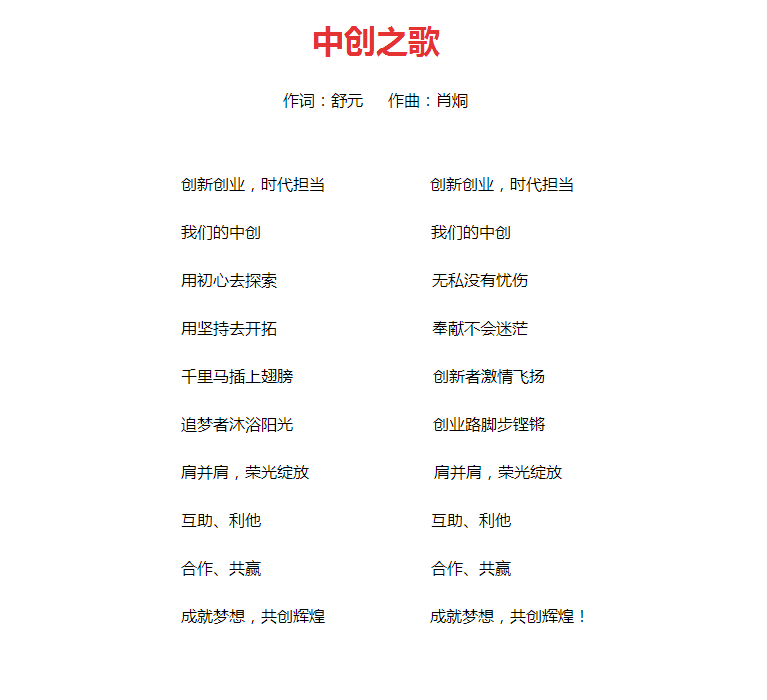 中创之歌
作词：舒元 作曲：肖炯
创新创业，时代担当
我们的中创
用初心去探索
用坚持去开拓
千里马插上翅膀
追梦者沐浴阳光
肩并肩，荣光绽放
互助、利他
合作、共赢
成就梦想，共创辉煌
创新创业，时代担当
我们的中创
无私没有忧伤
奉献不会迷茫
创新者激情飞扬
创业路脚步铿锵
肩并肩，荣光绽放
互助、利他
合作、共赢
成就梦想，共创辉煌！